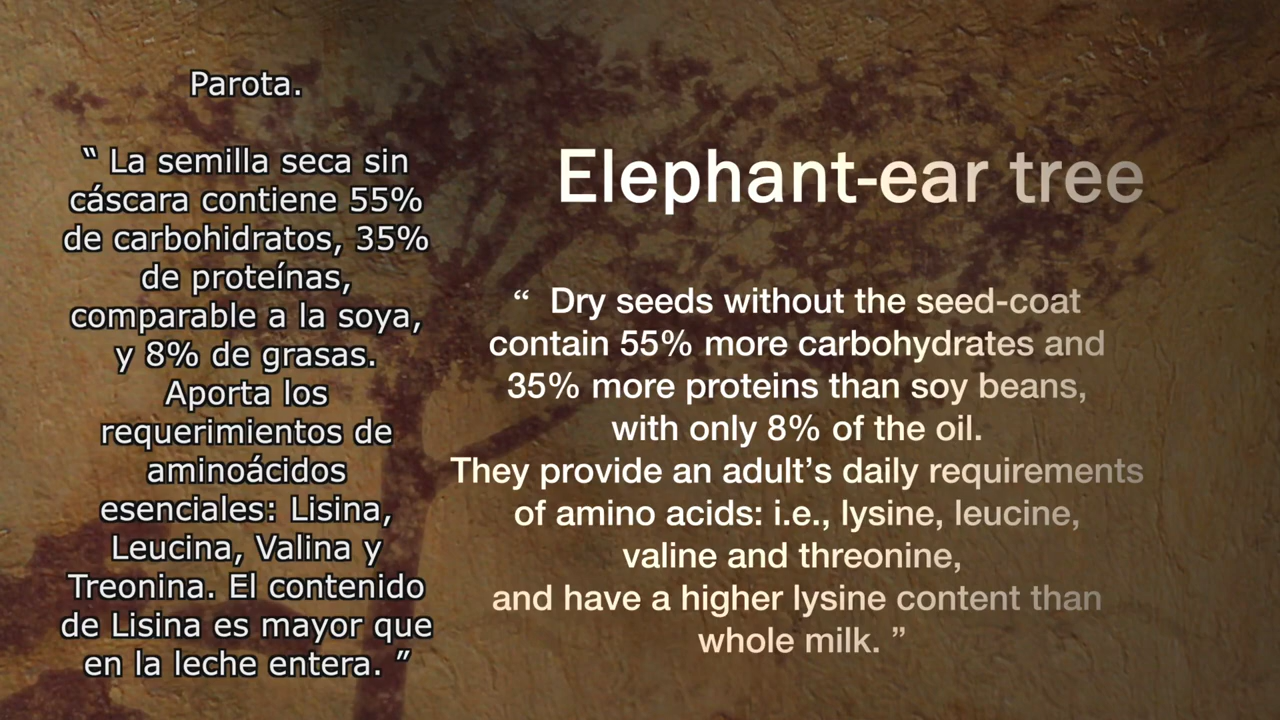 Parota.
“ La semilla seca sin
cáscara contiene 55%
de carbohidratos, 35%
de proteínas,
comparable a la soya,
y 8% de grasas.
Aporta los
requerimientos de
aminoácidos
esenciales: Lisina,
Leucina, Valina y
Treonina. El contenido
de Lisina es mayor que
en la leche entera. ”
Elephant-ear tree
“ Dry seeds without the seed-coat
contain 55% more carbohydrates and
35% more proteins than soy beans,
with only 8% of the oil.
They provide an adult’s daily requirements
of amino acids: i.e., lysine, leucine,
valine and threonine,
and have a higher lysine content than
whole milk. ”